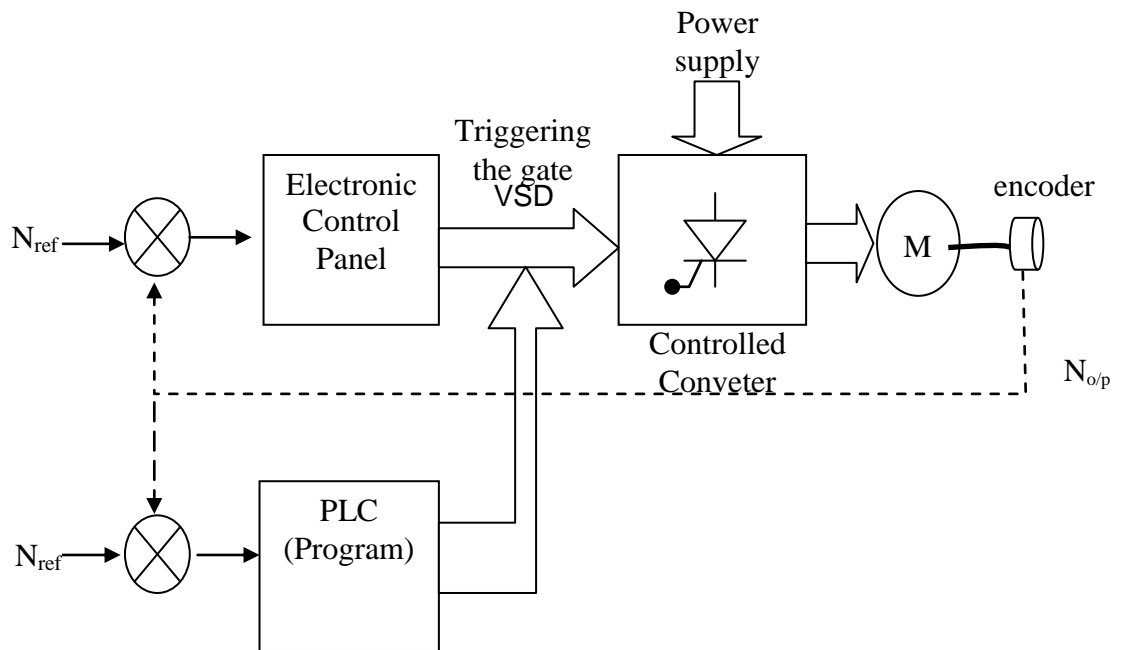 Power
supply
Triggering
the gate
VSD
Electronic
Control
Panel
encoder
N_ref
M
Controlled
Conveter
N_o/p
PLC
(Program)
N_ref